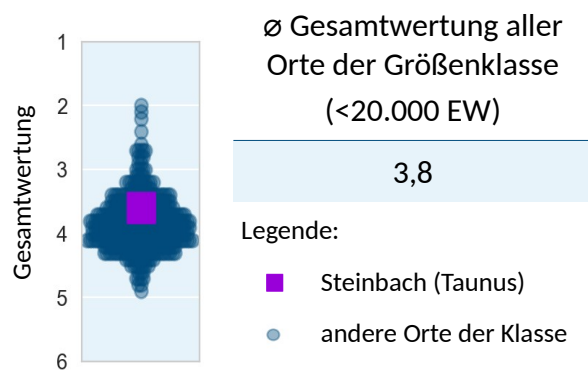 Gesamtwertung
1
2
3
4
5
6
⌀ Gesamtwertung aller
Orte der Größenklasse
(<20.000 EW)
3,8
Legende:
Steinbach (Taunus)
andere Orte der Klasse